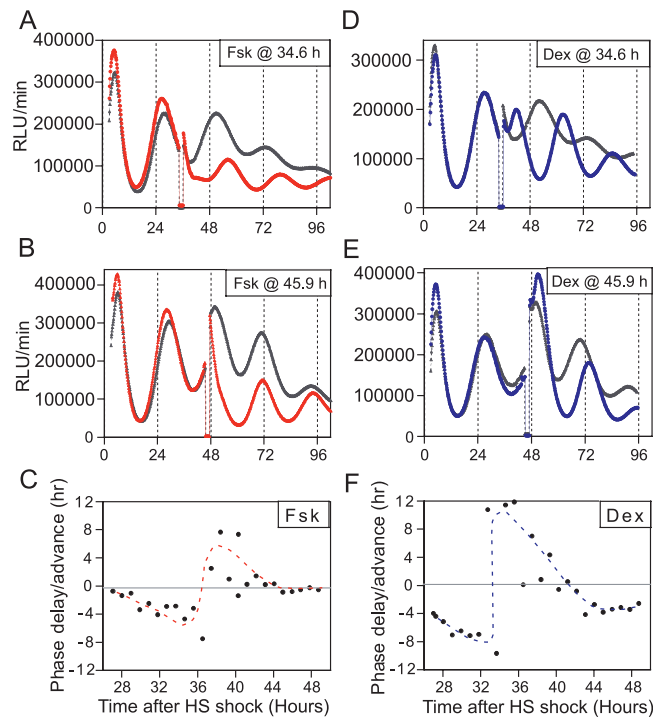 A
Fsk @ 34.6 h
RLU/min
400000
300000
200000
100000
0
0 24 48 72 96
D
Dex @ 34.6 h
300000
200000
100000
0
0 24 48 72 96
B
Fsk @ 45.9 h
RLU/min
400000
300000
200000
100000
0
0 24 48 72 96
E
Dex @ 45.9 h
400000
300000
200000
100000
0
0 24 48 72 96
C
Fsk
Phase delay/advance (hr)
12
8
4
0
-4
-8
-12
28 32 36 40 44 48
Time after HS shock (Hours)
F
Dex
Phase delay/advance (hr)
12
8
4
0
-4
-8
-12
28 32 36 40 44 48
Time after HS shock (Hours)